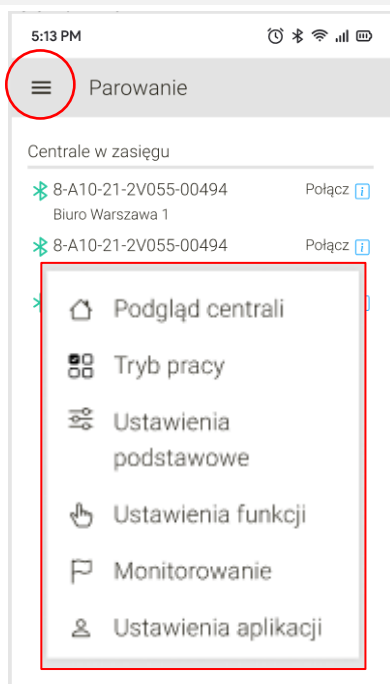 5:13 PM
Parowanie
Centrale w zasięgu
8-A10-21-2V055-00494 Połącz i
Biuro Warszawa 1
8-A10-21-2V055-00494 Połącz i
Podgląd centrali
Tryb pracy
Ustawienia
podstawowe
Ustawienia funkcji
Monitorowanie
Ustawienia aplikacji